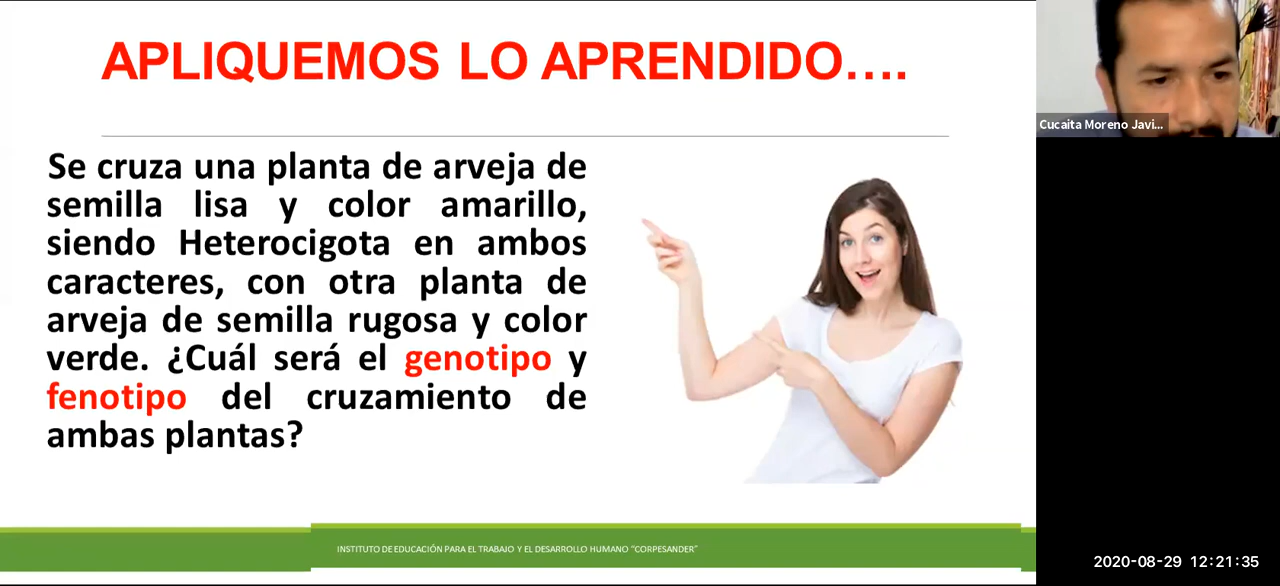 APLIQUEMOS LO APRENDIDO....
Se cruza una planta de arveja de
semilla lisa y color amarillo,
siendo Heterocigota en ambos
caracteres, con otra planta de
arveja de semilla rugosa y color
verde. ¿Cuál será el genotipo y
fenotipo del cruzamiento de
ambas plantas?
INSTITUTO DE EDUCACIÓN PARA EL TRABAJO Y EL DESARROLLO HUMANO "CORPESANDER"
Cucaita Moreno Javi...
2020-08-29 12:21:35